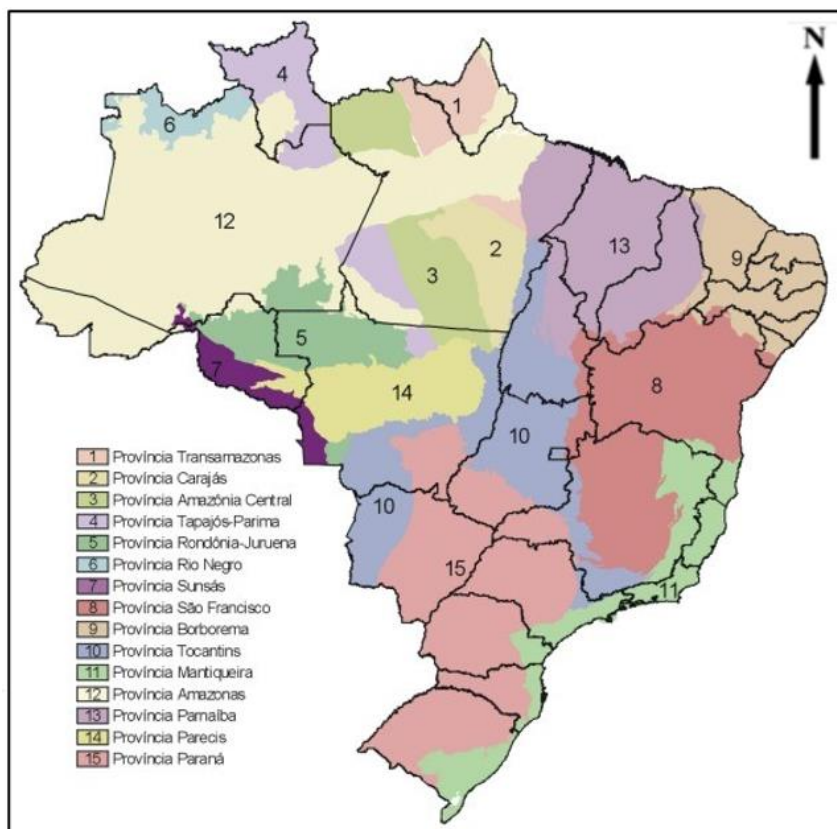 N
4
1
6
12
2
13
9
3
5
7
14
8
10
10
15
11
1 Província Transamazonas
2 Província Carajás
3 Província Amazônia Central
4 Província Tapajós-Parima
5 Província Rondônia-Juruena
6 Província Rio Negro
7 Província Sunsás
8 Província São Francisco
9 Província Borborema
10 Província Tocantins
11 Província Mantiqueira
12 Província Amazonas
13 Província Parnaíba
14 Província Parecis
15 Província Paraná